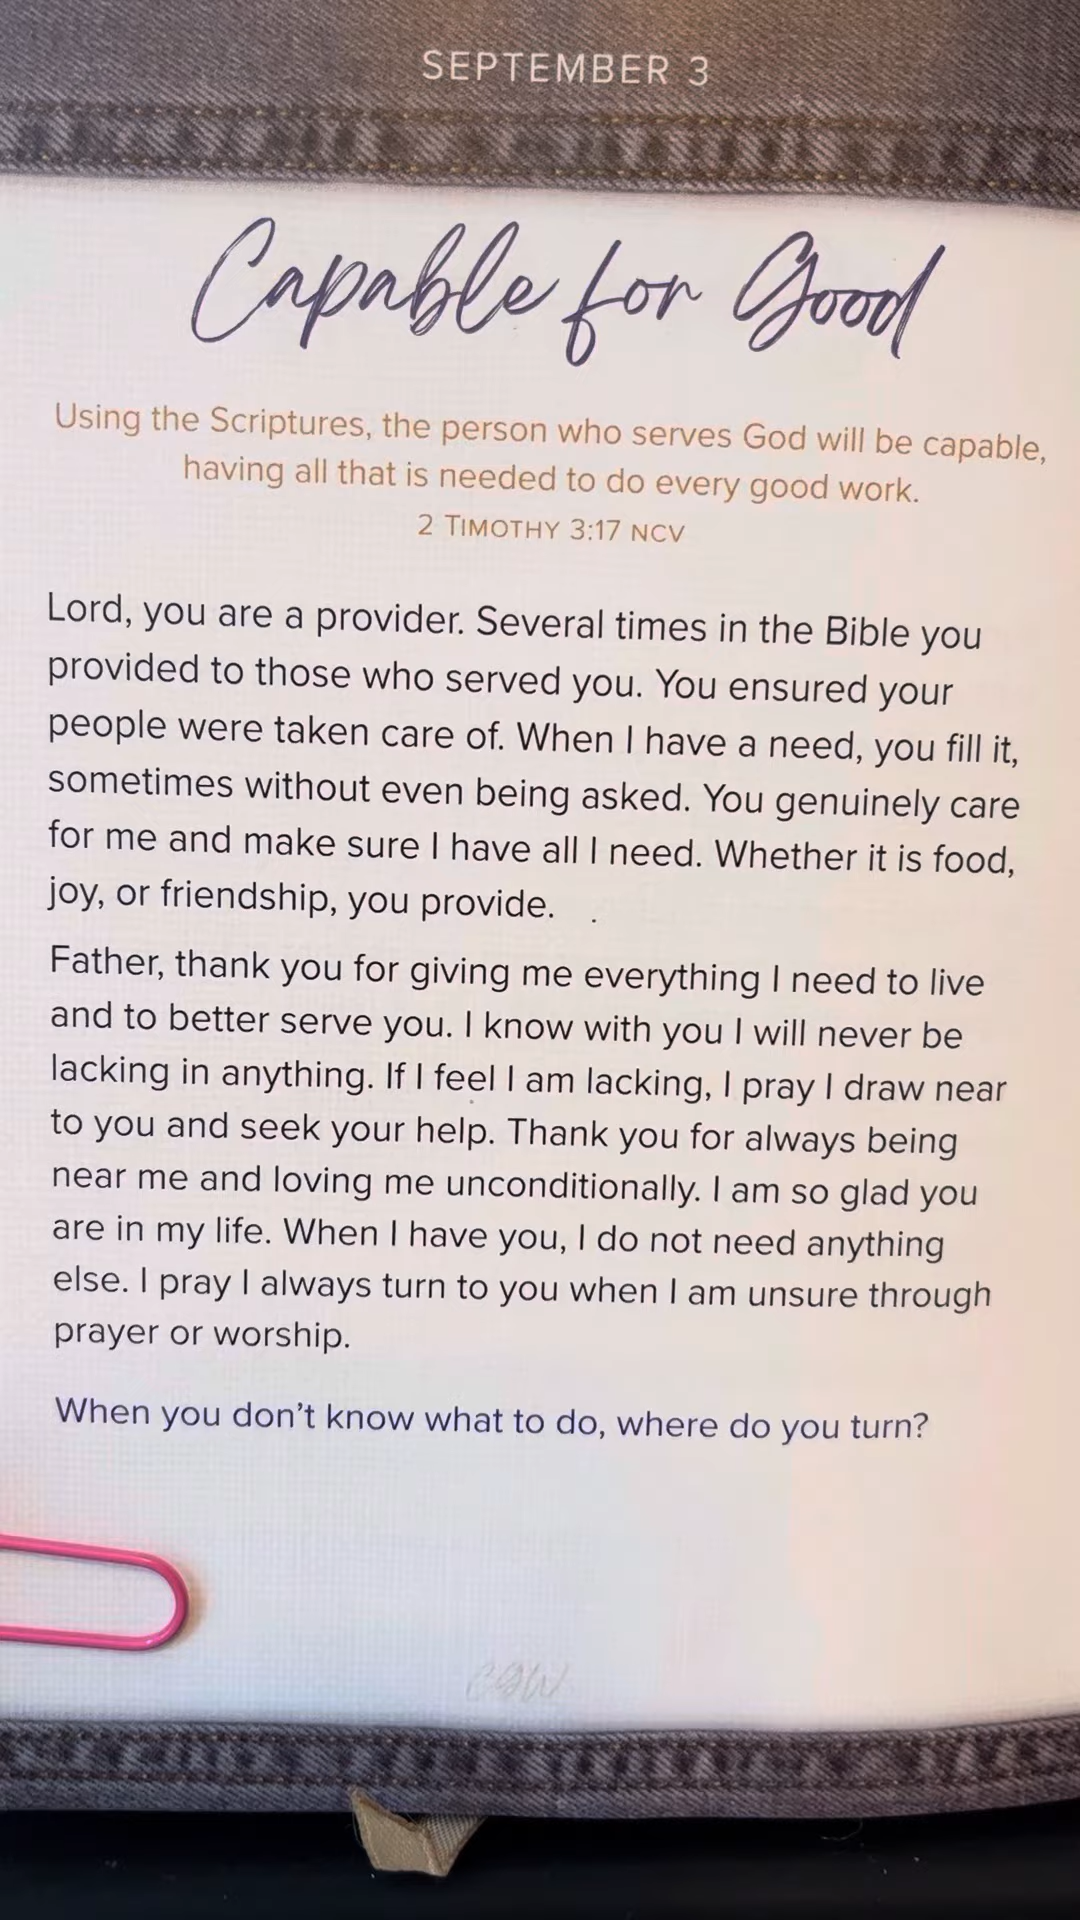 SEPTEMBER 3
Capable for Good
Using the Scriptures, the person who serves God will be capable,
having all that is needed to do every good work.
2 TIMOTHY 3:17 NCV
Lord, you are a provider. Several times in the Bible you
provided to those who served you. You ensured your
people were taken care of. When I have a need, you fill it,
sometimes without even being asked. You genuinely care
for me and make sure I have all I need. Whether it is food,
joy, or friendship, you provide.
Father, thank you for giving me everything I need to live
and to better serve you. I know with you I will never be
lacking in anything. If I feel I am lacking, I pray I draw near
to you and seek your help. Thank you for always being
near me and loving me unconditionally. I am so glad you
are in my life. When I have you, I do not need anything
else. I pray I always turn to you when I am unsure through
prayer or worship.
When you don't know what to do, where do you turn?